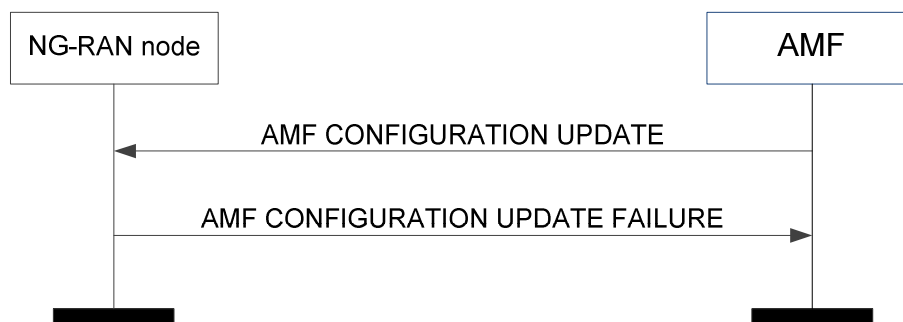 NG-RAN node
AMF
AMF CONFIGURATION UPDATE
AMF CONFIGURATION UPDATE FAILURE